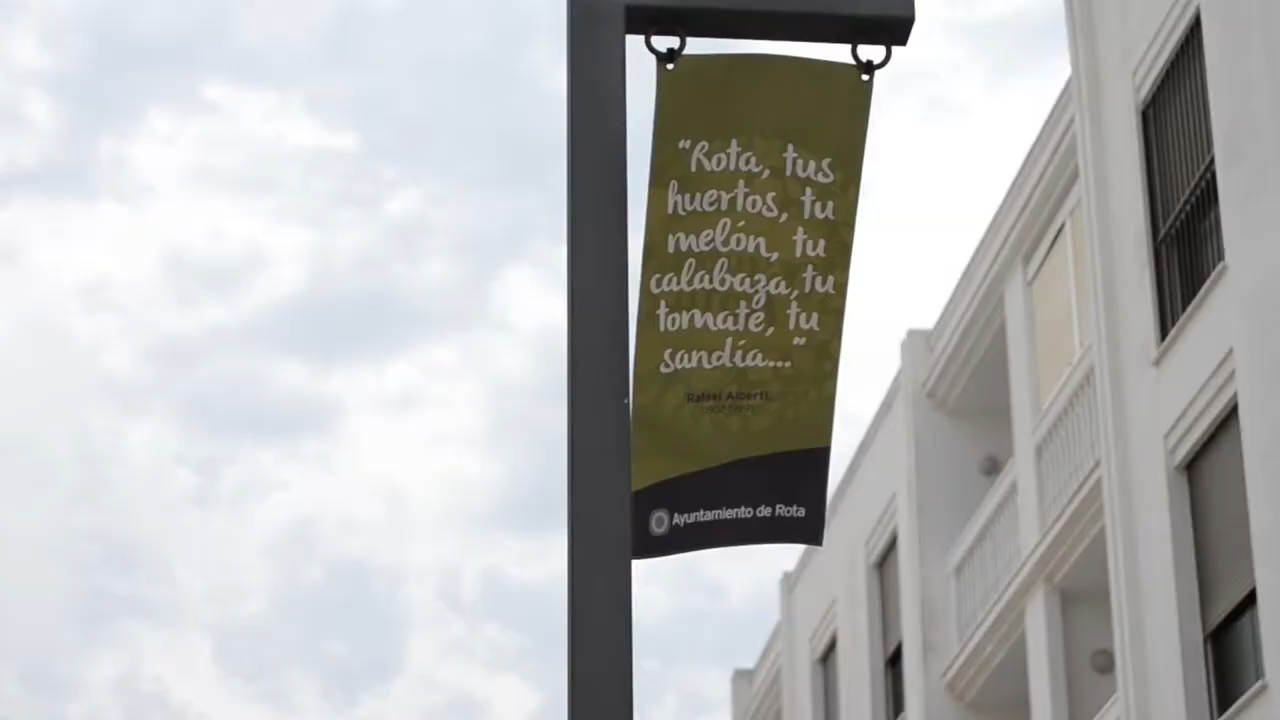 “Rota, tus
huertos, tu
melón, tu
calabaza, tu
tomate, tu
sandía...”
Rafael Alberti.
Ayuntamiento de Rota